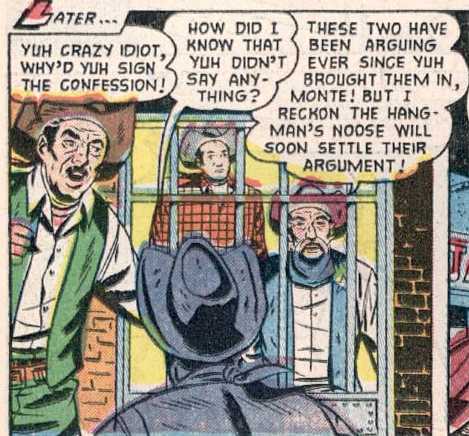 LATER...
YUH CRAZY IDIOT,
WHY'D YUH SIGN
THE CONFESSION!
HOW DID I
KNOW THAT
YUH DIDN'T
SAY ANY-
THING?
THESE TWO HAVE
BEEN ARGUING
EVER SINCE YUH
BROUGHT THEM IN,
MONTE! BUT I
RECKON THE HANG-
MAN'S NOOSE WILL
SOON SETTLE THEIR
ARGUMENT!